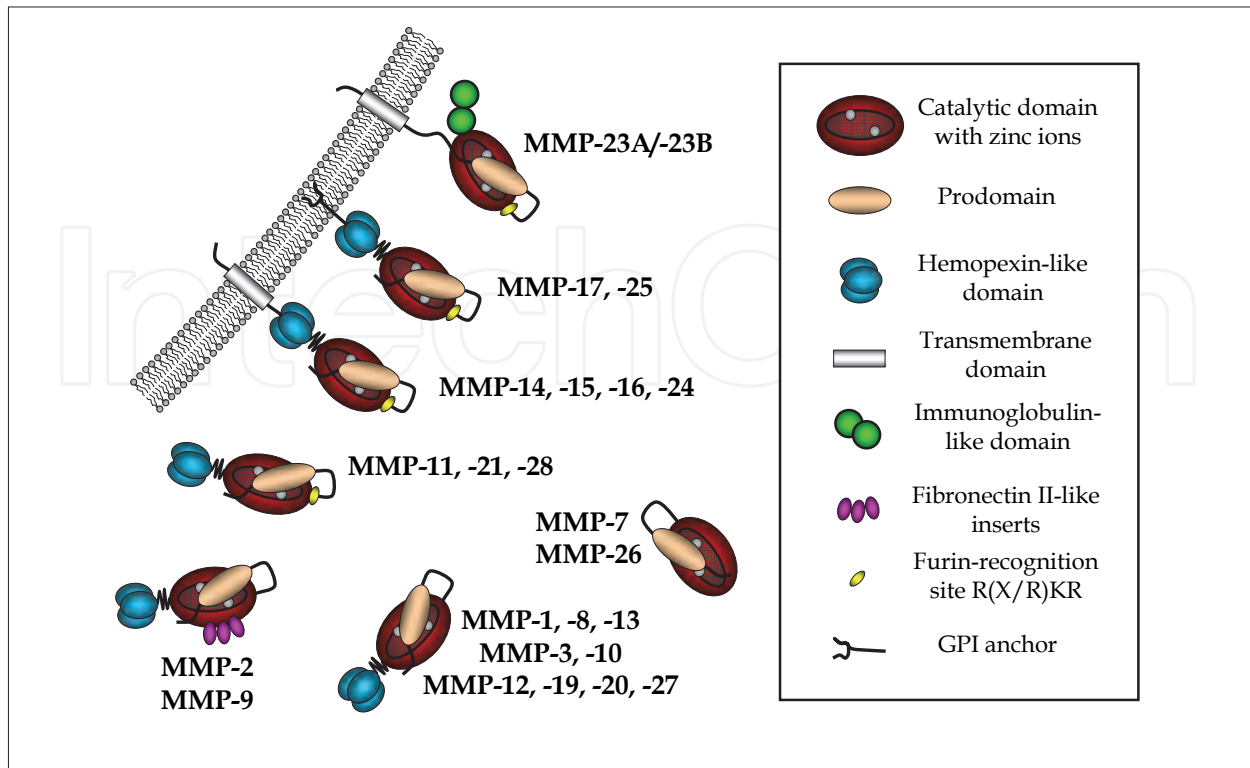 MMP-23A/-23B
MMP-17, -25
MMP-14, -15, -16, -24
MMP-11, -21, -28
MMP-7
MMP-26
MMP-2
MMP-9
MMP-1, -8, -13
MMP-3, -10
MMP-12, -19, -20, -27
Catalytic domain
with zinc ions
Prodomain
Hemopexin-like
domain
Transmembrane
domain
Immunoglobulin-
like domain
Fibronectin II-like
inserts
Furin-recognition
site R(X/R)KR
GPI anchor